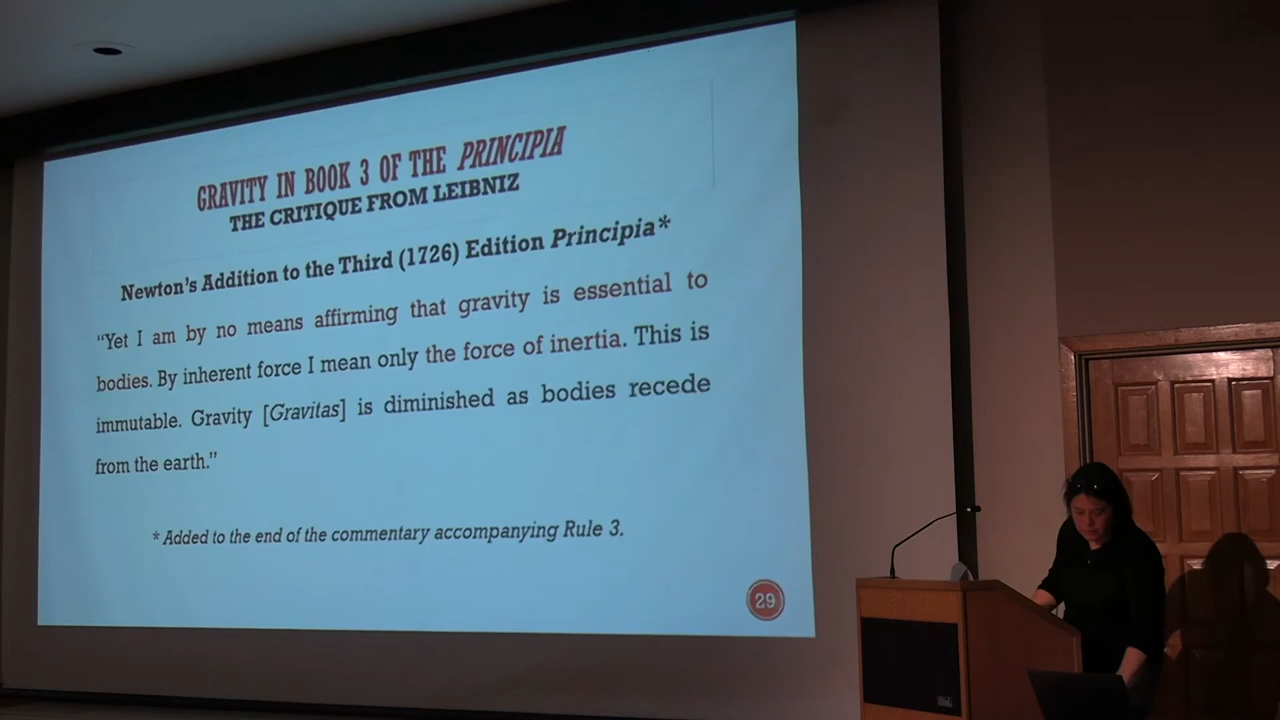 GRAVITY IN BOOK 3 OF THE PRINCIPIA
THE CRITIQUE FROM LEIBNIZ
Newton's Addition to the Third (1726) Edition Principia*
“Yet I am by no means affirming that gravity is essential to
bodies. By inherent force I mean only the force of inertia. This is
immutable. Gravity [Gravitas] is diminished as bodies recede
from the earth.”
* Added to the end of the commentary accompanying Rule 3.
29